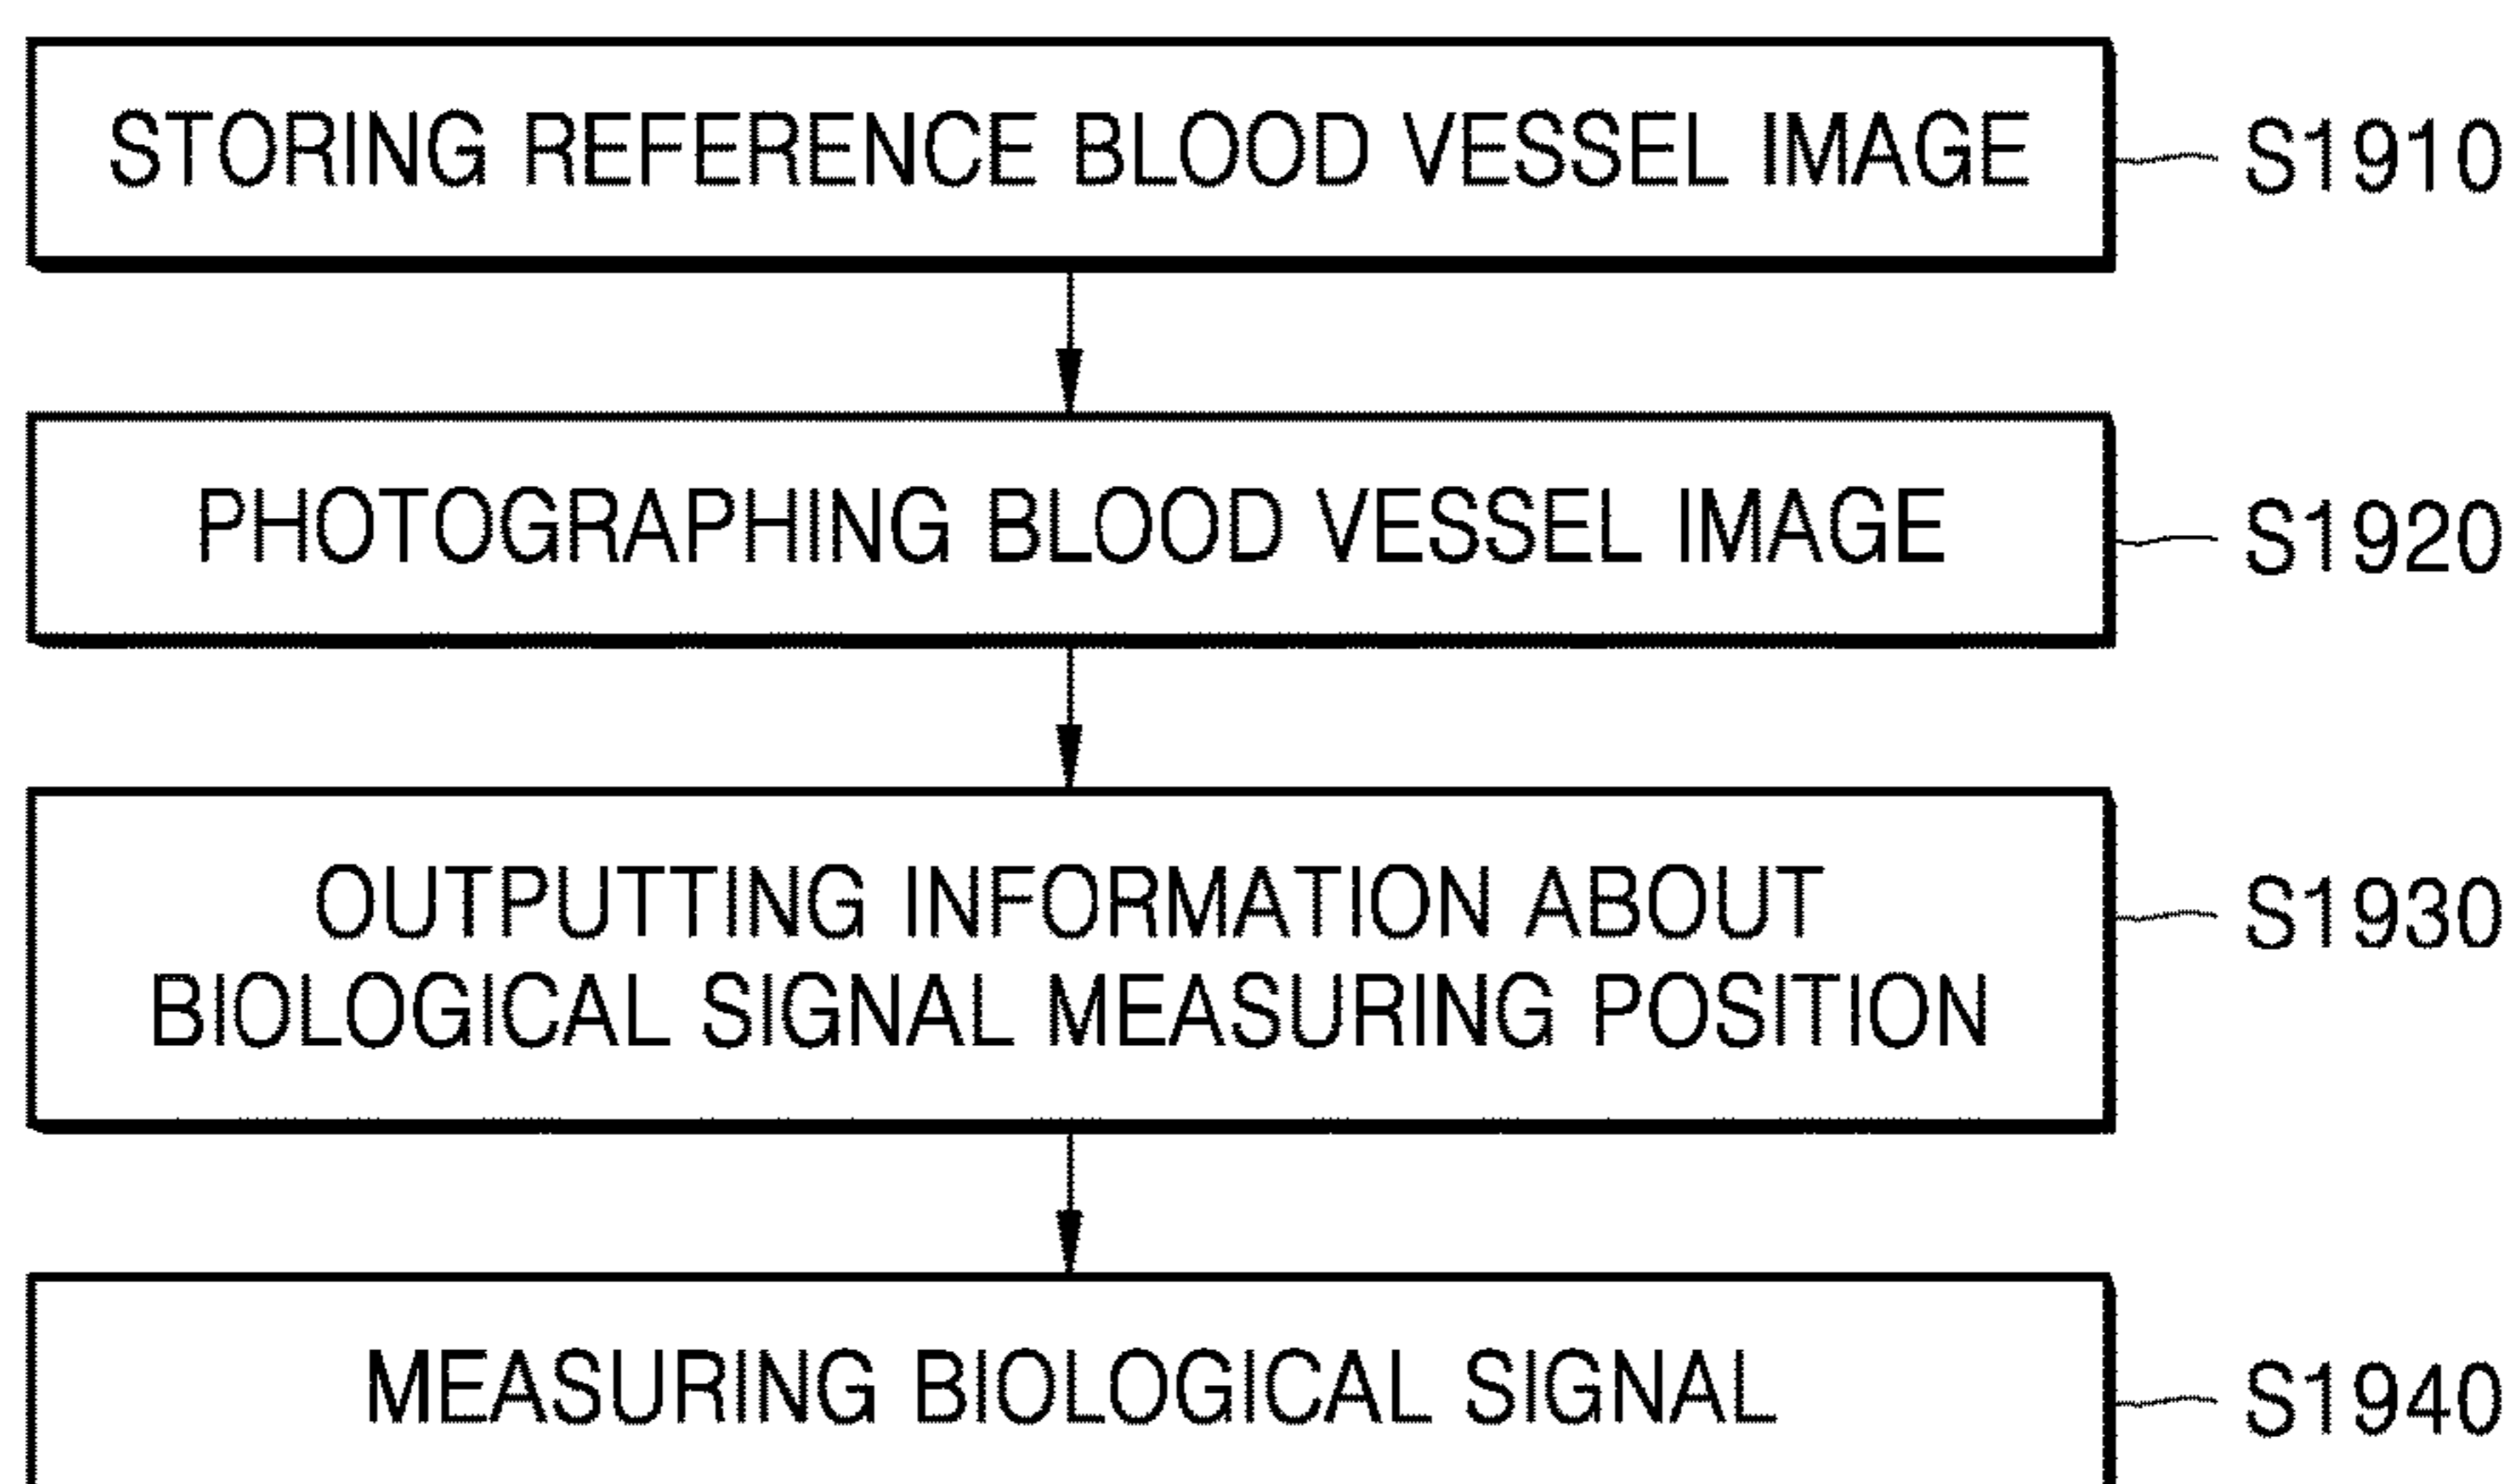 STORING REFERENCE BLOOD VESSEL IMAGE
S1910
PHOTOGRAPHING BLOOD VESSEL IMAGE
S1920
OUTPUTTING INFORMATION ABOUT
BIOLOGICAL SIGNAL MEASURING POSITION
S1930
MEASURING BIOLOGICAL SIGNAL
S1940